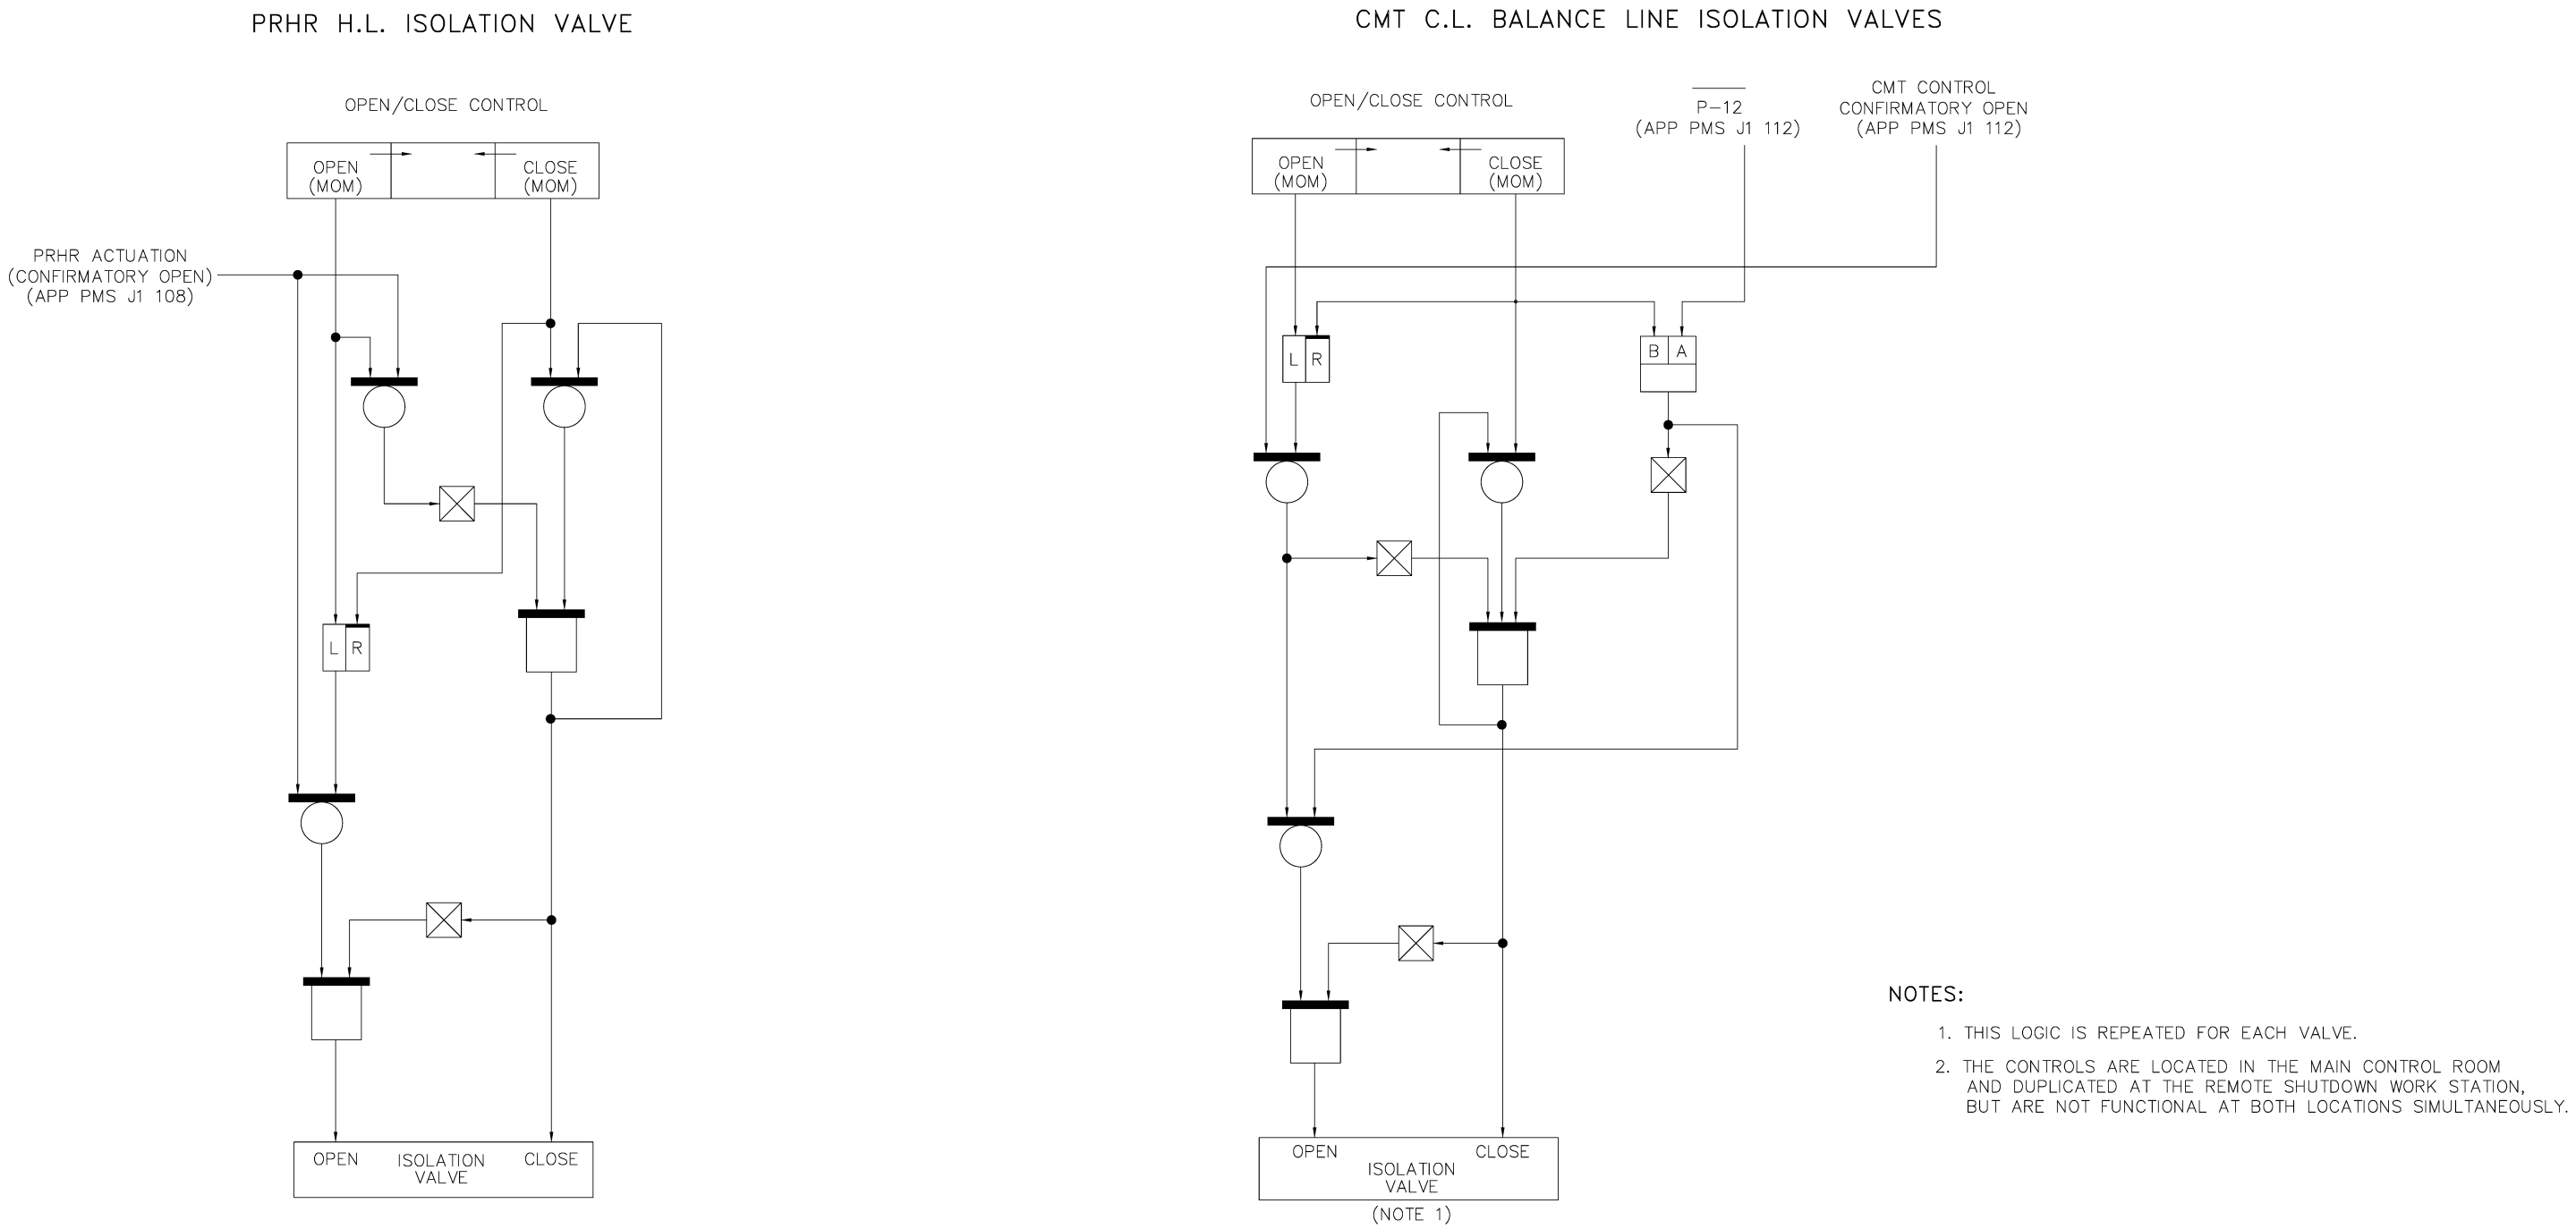 PRHR H.L. ISOLATION VALVE
OPEN/CLOSE CONTROL
OPEN
(MOM)
CLOSE
(MOM)
PRHR ACTUATION
(CONFIRMATORY OPEN)
(APP PMS J1 108)
L R
OPEN
ISOLATION
VALVE
CLOSE
CMT C.L. BALANCE LINE ISOLATION VALVES
OPEN/CLOSE CONTROL
OPEN
(MOM)
CLOSE
(MOM)
P-12
(APP PMS J1 112)
CMT CONTROL
CONFIRMATORY OPEN
(APP PMS J1 112)
L R
B A
OPEN
ISOLATION
VALVE
CLOSE
(NOTE 1)
NOTES:
1. THIS LOGIC IS REPEATED FOR EACH VALVE.
2. THE CONTROLS ARE LOCATED IN THE MAIN CONTROL ROOM
AND DUPLICATED AT THE REMOTE SHUTDOWN WORK STATION,
BUT ARE NOT FUNCTIONAL AT BOTH LOCATIONS SIMULTANEOUSLY.